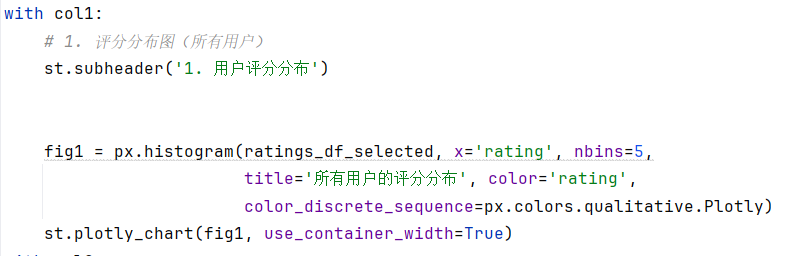 with col1:
    # 1. 评分分布图（所有用户）
    st.subheader('1. 用户评分分布')
    fig1 = px.histogram(ratings_df_selected, x='rating', nbins=5,
                        title='所有用户的评分分布', color='rating',
                        color_discrete_sequence=px.colors.qualitative.Plotly)
    st.plotly_chart(fig1, use_container_width=True)